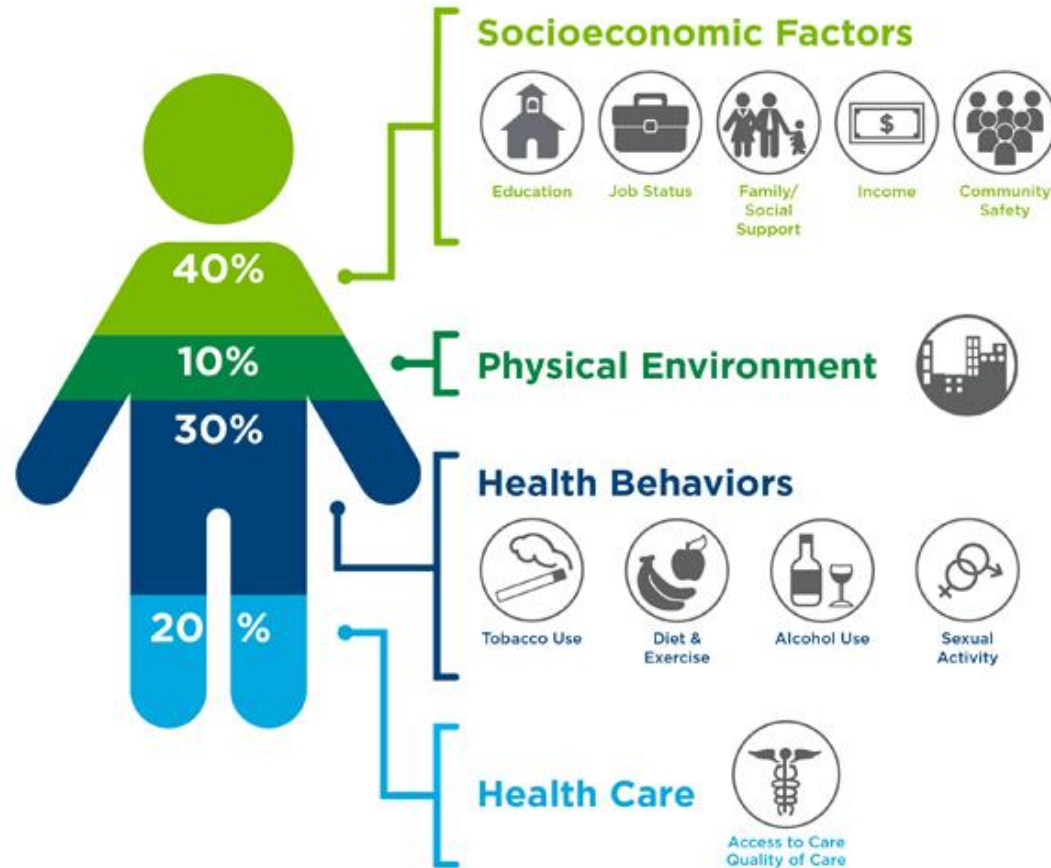 Socioeconomic Factors
$
Education
Job Status
Family/
Social
Support
Income
Community
Safety
40%
10%
Physical Environment
30%
Health Behaviors
Tobacco Use
Diet &
Exercise
Alcohol Use
Sexual
Activity
20 %
Health Care
Access to Care
Quality of Care